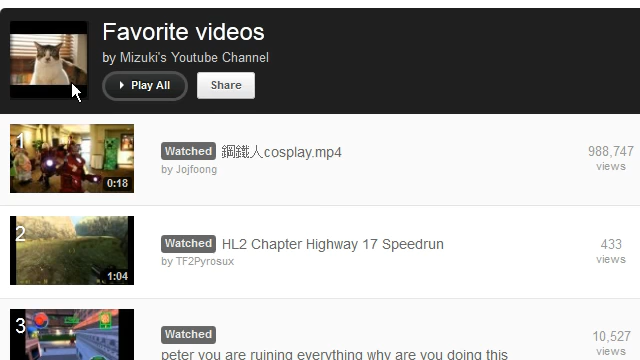 Favorite videos
by Mizuki's Youtube Channel
Play All
Share
1
Watched 鋼鐵人cosplay.mp4
by Jojfoong
0:18
988,747
views
2
Watched HL2 Chapter Highway 17 Speedrun
by TF2Pyrosux
1:04
433
views
3
Watched
peter you are ruining everything why are you doing this
10,527
views